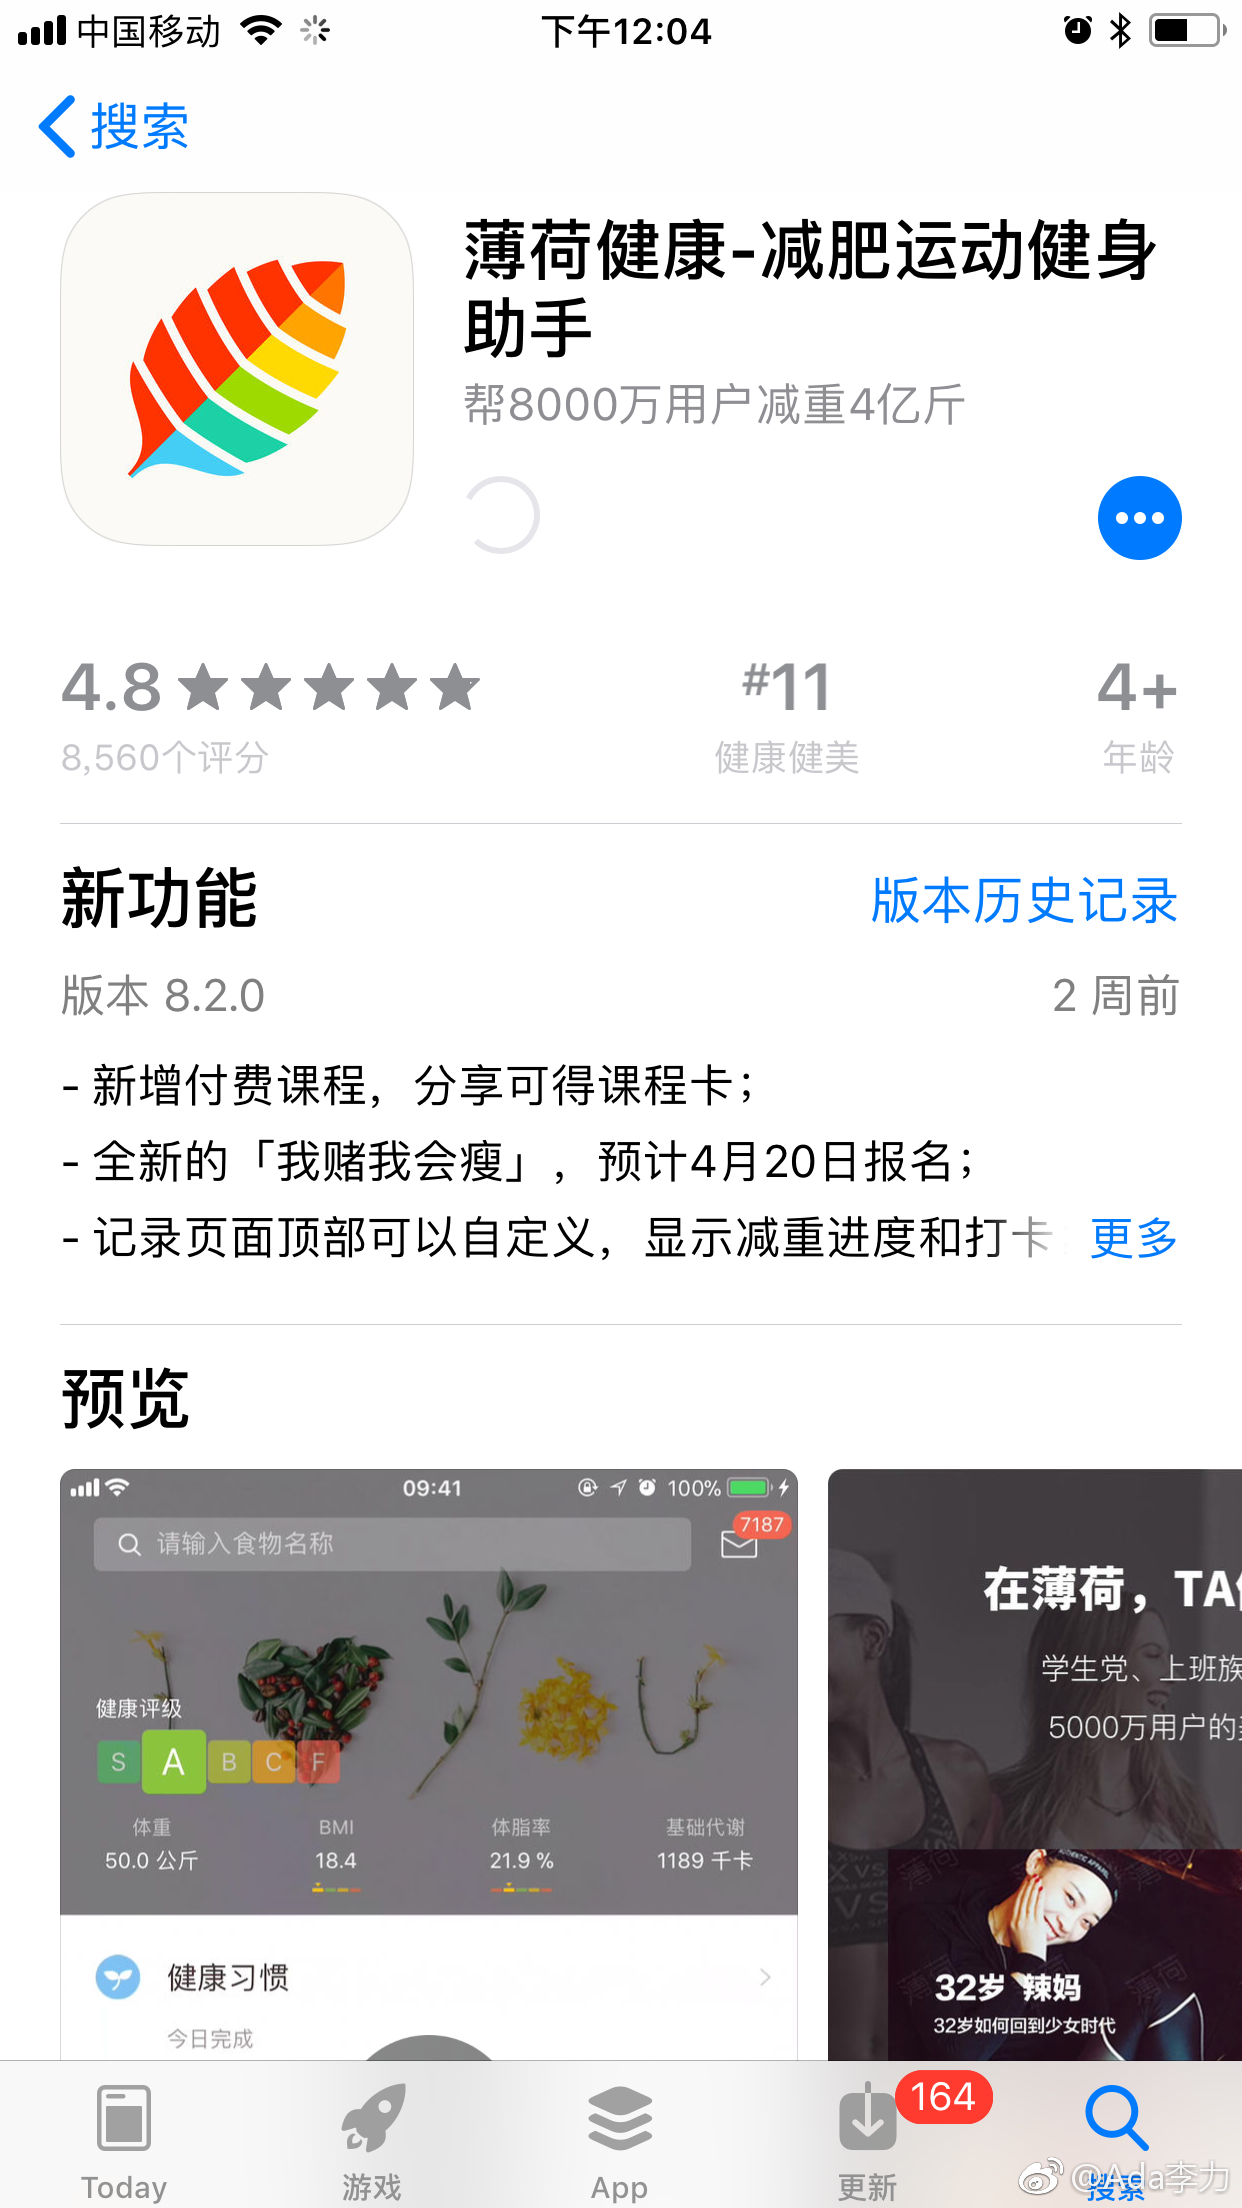 中国移动
下午12:04
搜索
薄荷健康-减肥运动健身
助手
帮8000万用户减重4亿斤
4.8
#11
4+
8,560个评分
健康健美
年龄
新功能
版本历史记录
版本 8.2.0
2 周前
- 新增付费课程，分享可得课程卡；
- 全新的「我赌我会瘦」，预计4月20日报名；
- 记录页面顶部可以自定义，显示减重进度和打卡
更多
预览
09:41
100%
请输入食物名称
7187
健康评级
S A B C F
体重 BMI 体脂率 基础代谢
50.0 公斤 18.4 21.9 % 1189 千卡
健康习惯
今日完成
在薄荷，TA
学生党、上班族
5000万用户的
AUTHENTIC APPAREL
32岁 辣妈
32岁如何回到少女时代
Today
游戏
App
更新
164
搜索
@Ada李力